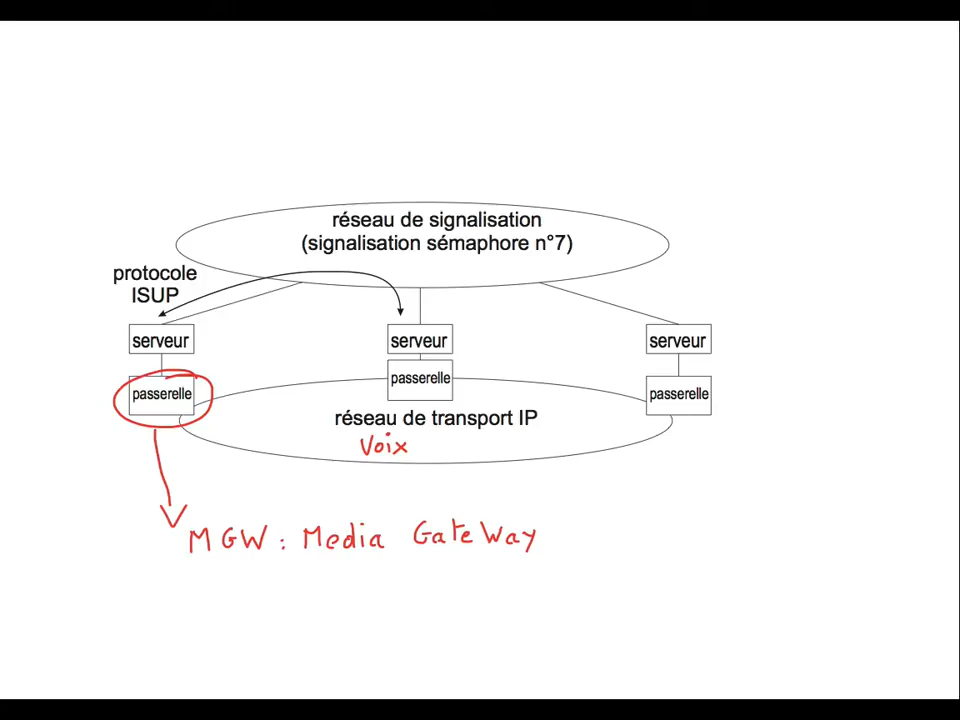 réseau de signalisation
(signalisation sémaphore n°7)
protocole
ISUP
serveur
serveur
serveur
passerelle
passerelle
passerelle
réseau de transport IP
Voix
MGW : Media GateWay